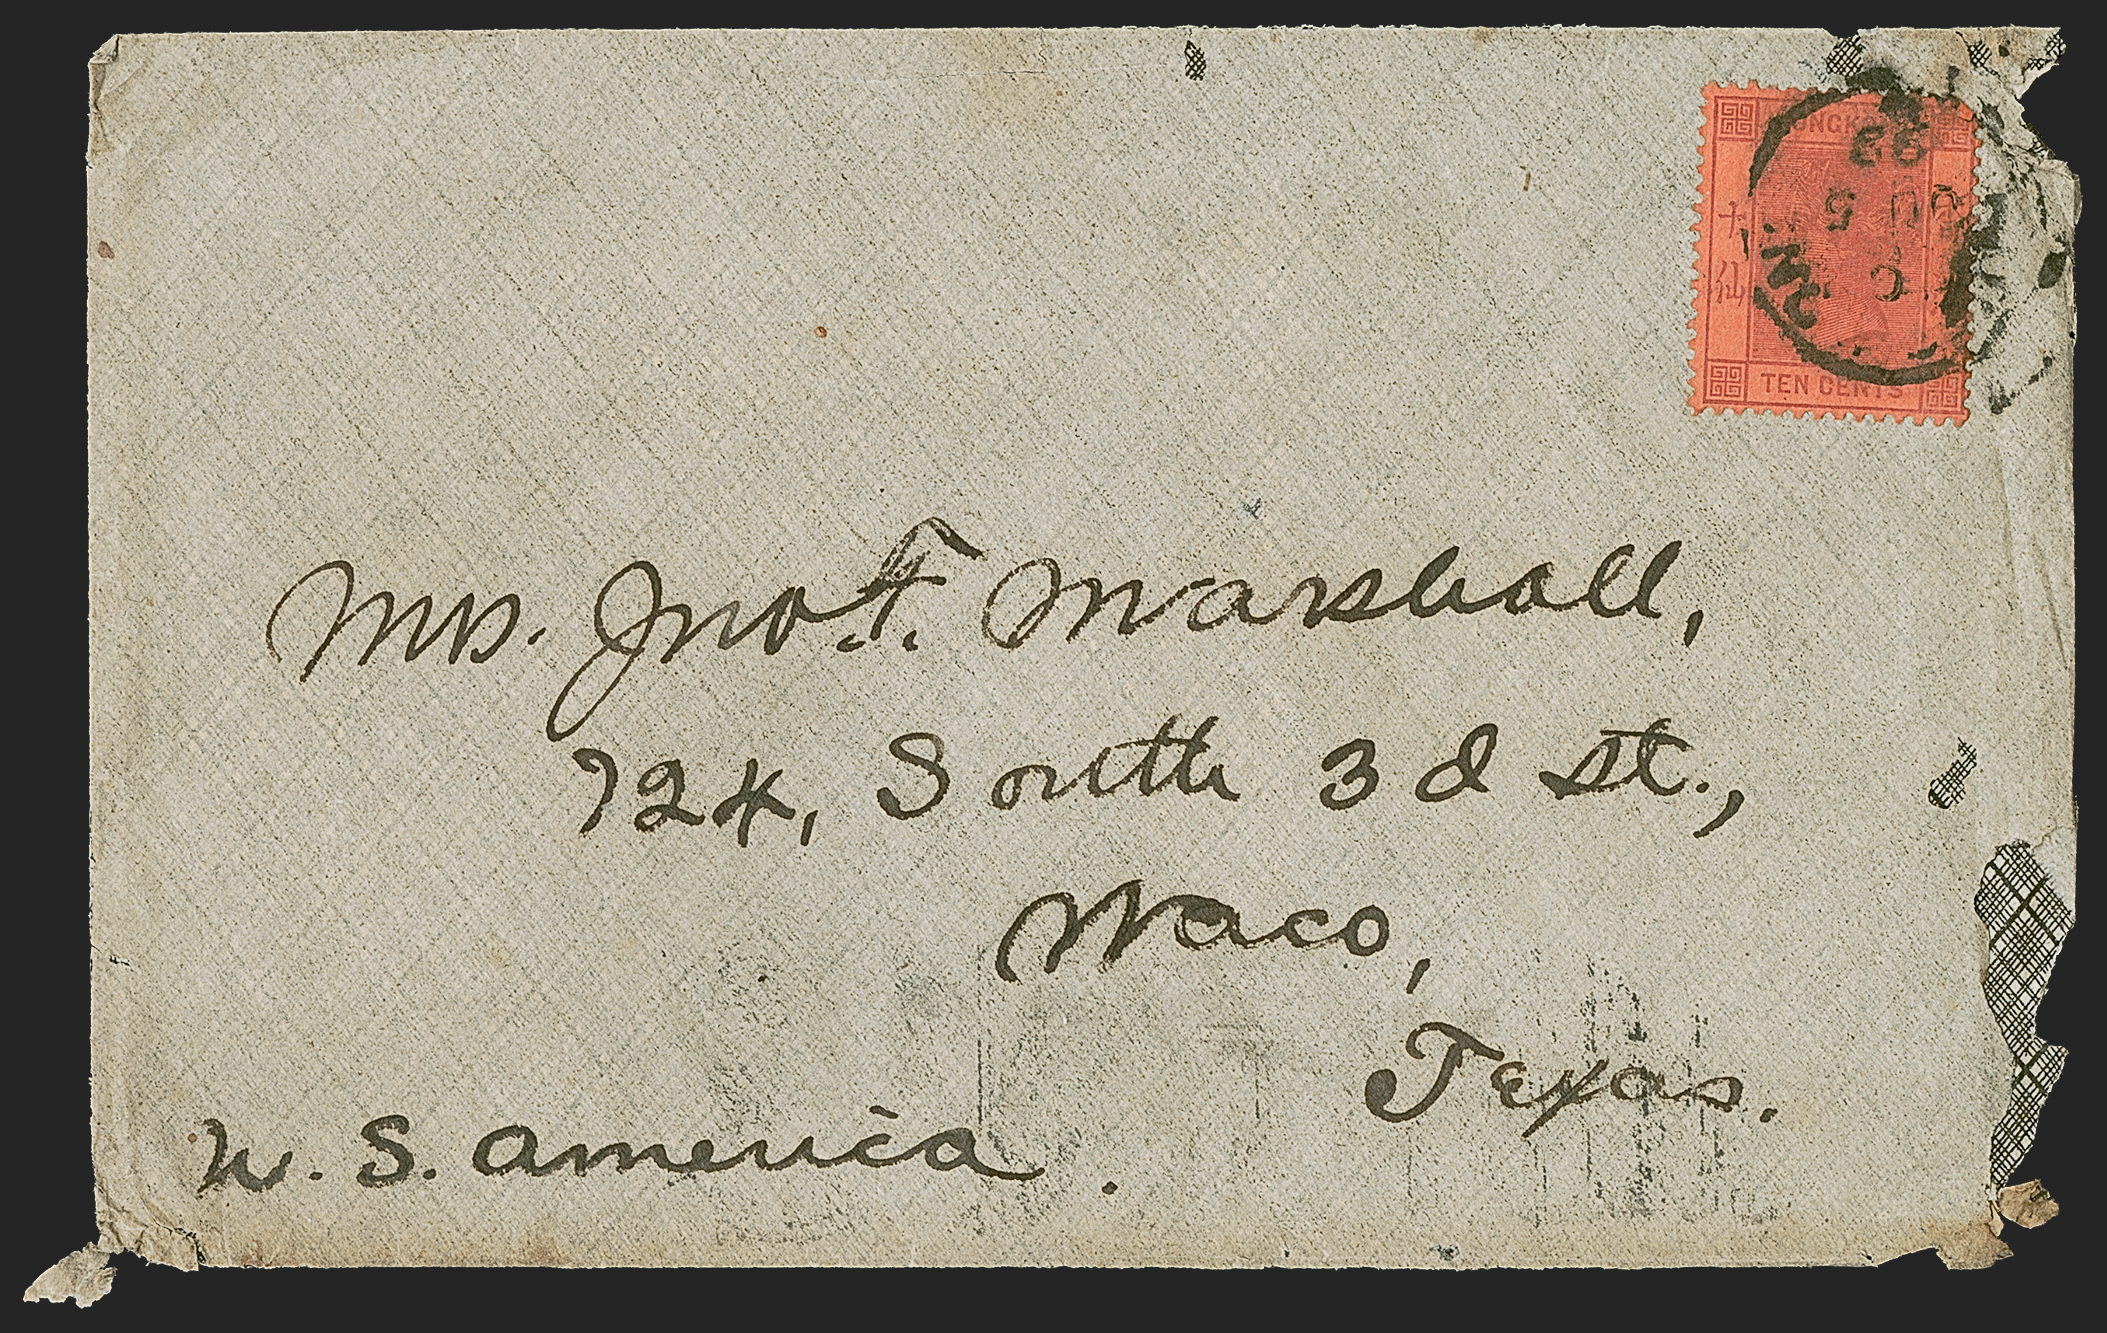 HONGKONG
十仙
TEN CENTS
Mrs. Jno. F. Marshall,
724, South 3d St.,
Waco,
Texas.
U. S. America.